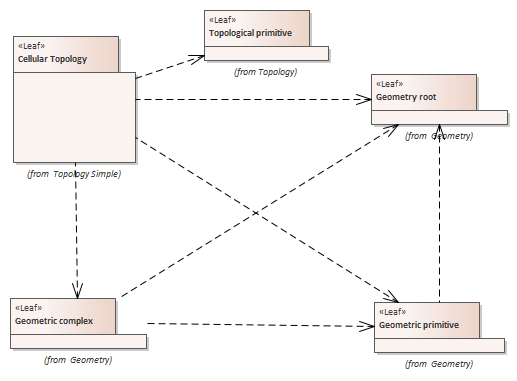 «Leaf»
Topological primitive
(from Topology)
«Leaf»
Cellular Topology
(from Topology Simple)
«Leaf»
Geometry root
(from Geometry)
«Leaf»
Geometric complex
(from Geometry)
«Leaf»
Geometric primitive
(from Geometry)